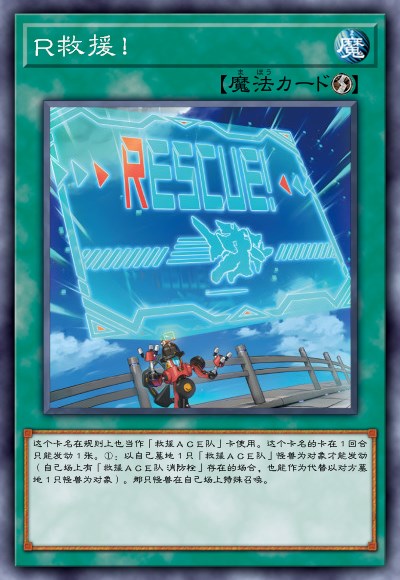 R救援！
魔
まほう
【魔法カード】
RESCUE!
这个卡名在规则上也当作「救援ACE队」卡使用。这个卡名的卡在1回合
只能发动1张。①：以自己墓地1只「救援ACE队」怪兽为对象才能发动
（自己场上有「救援ACE队 消防栓」存在的场合，也能作为代替以对方墓
地1只怪兽为对象）。那只怪兽在自己场上特殊召唤。